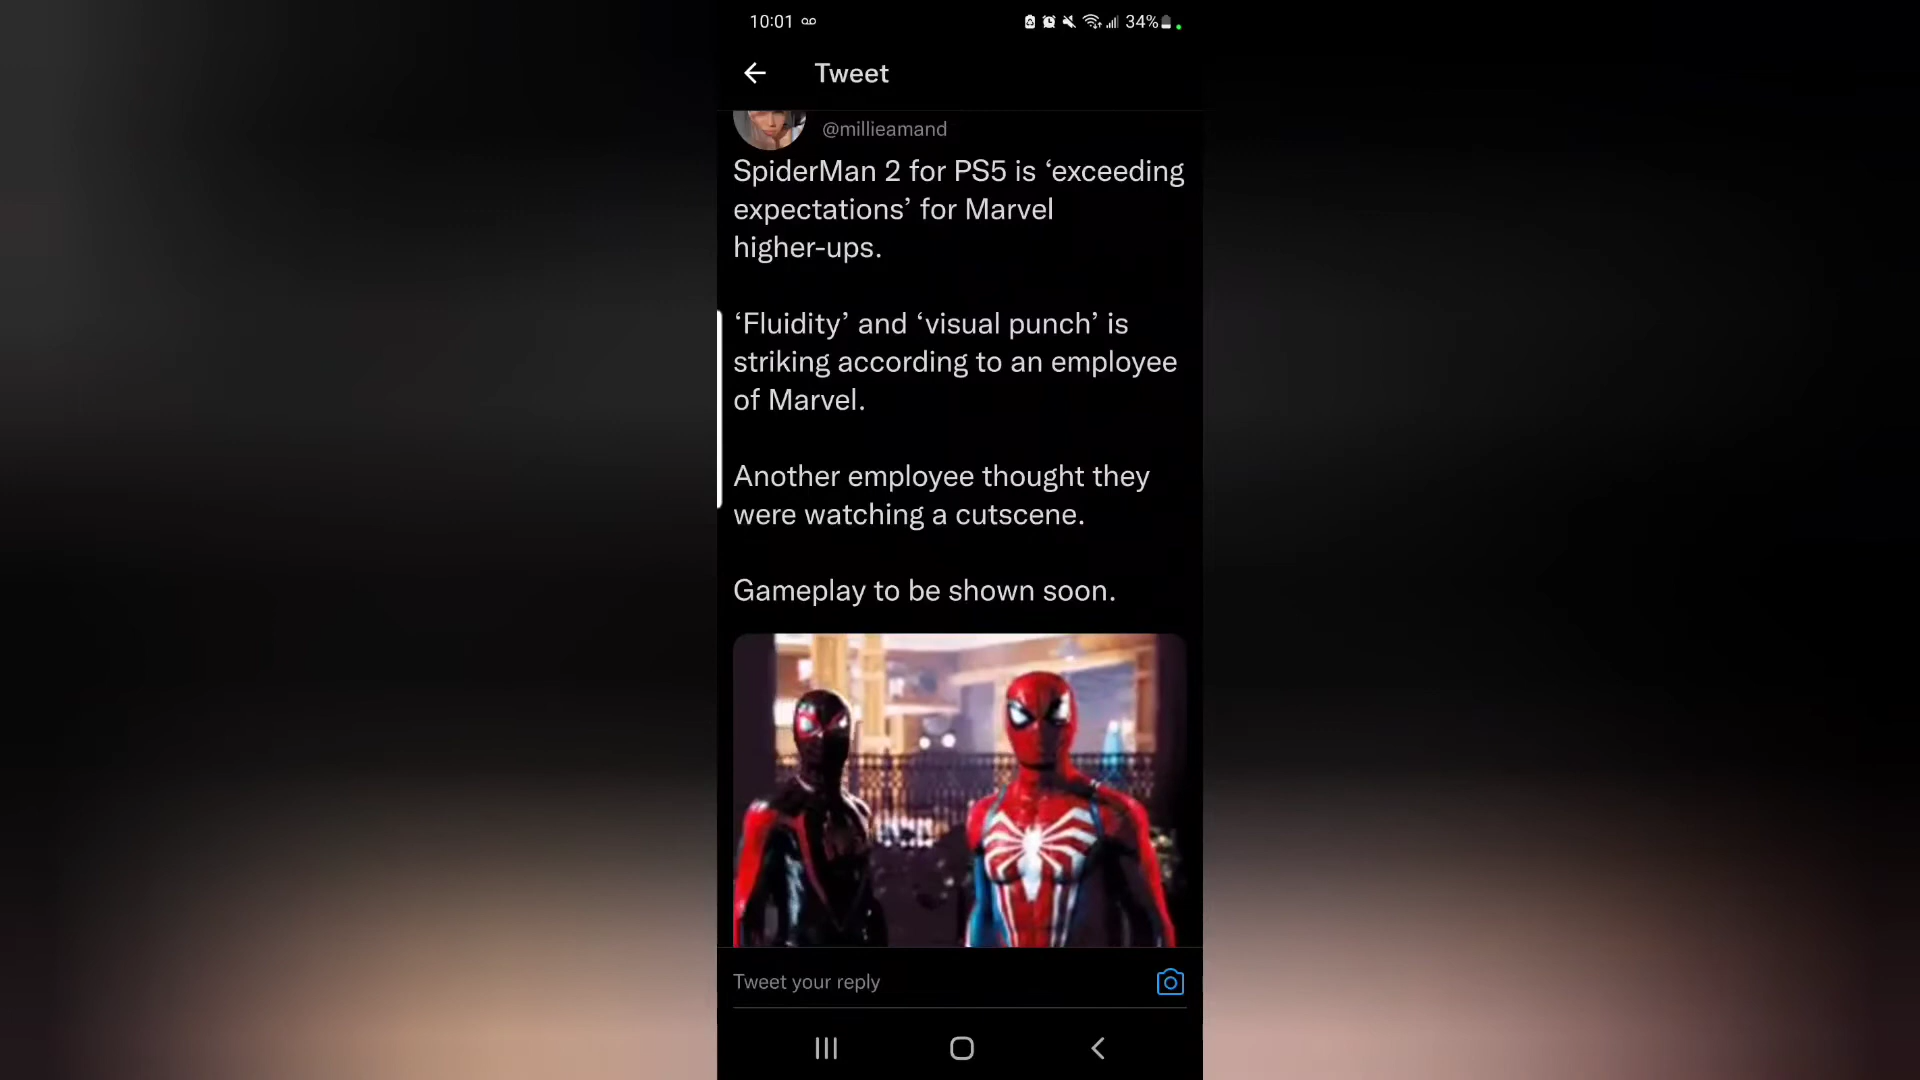 10:01
34%
Tweet
@millieamand
SpiderMan 2 for PS5 is ‘exceeding
expectations’ for Marvel
higher-ups.
‘Fluidity’ and ‘visual punch’ is
striking according to an employee
of Marvel.
Another employee thought they
were watching a cutscene.
Gameplay to be shown soon.
Tweet your reply